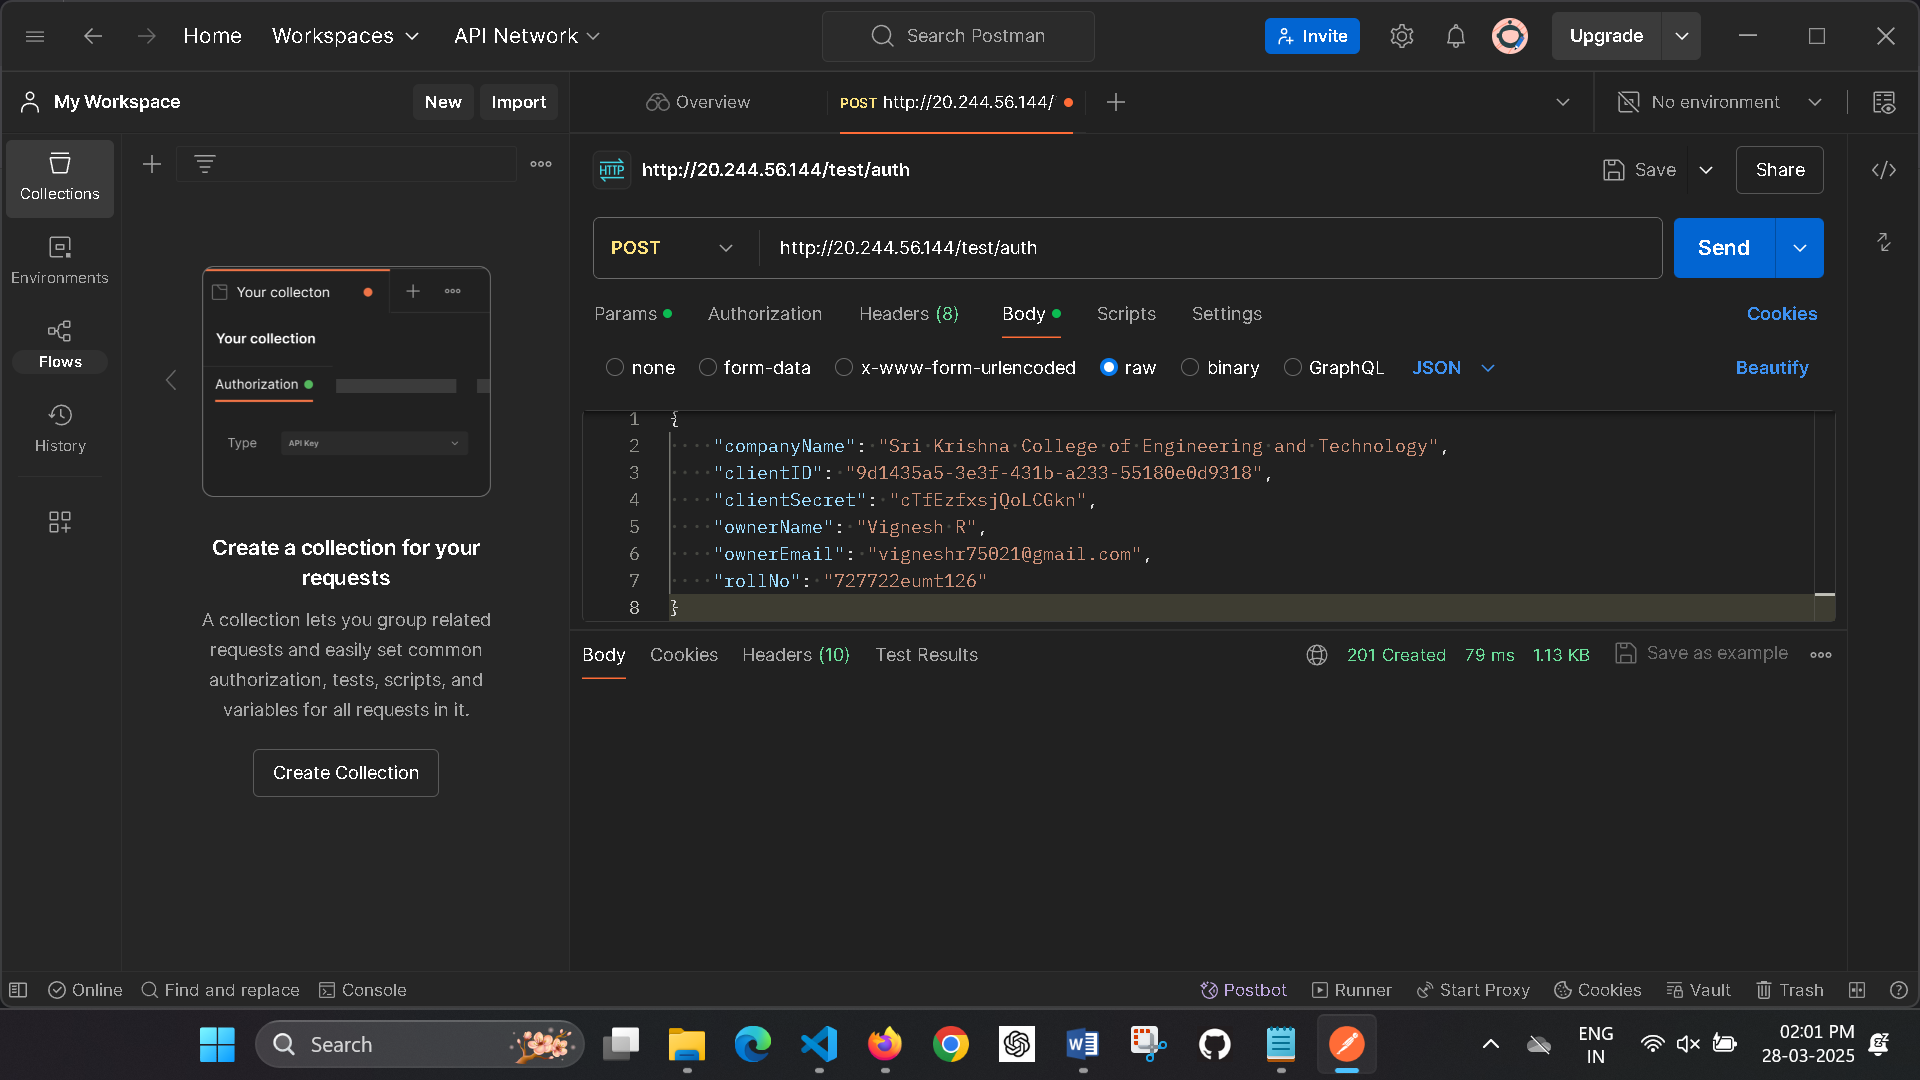 Home Workspaces API Network Search Postman Invite Upgrade
My Workspace New Import Overview POST http://20.244.56.144/ No environment
Collections
Environments
Flows
History
Your collecton
Your collection
Authorization
Type API Key
Create a collection for your
requests
A collection lets you group related
requests and easily set common
authorization, tests, scripts, and
variables for all requests in it.
Create Collection
HTTP http://20.244.56.144/test/auth Save Share
POST http://20.244.56.144/test/auth Send
Params Authorization Headers (8) Body Scripts Settings Cookies
none form-data x-www-form-urlencoded raw binary GraphQL JSON Beautify
1 {
2 "companyName": "Sri Krishna College of Engineering and Technology",
3 "clientID": "9d1435a5-3e3f-431b-a233-55180e0d9318",
4 "clientSecret": "cTfEzfxsjQoLCGkn",
5 "ownerName": "Vignesh R",
6 "ownerEmail": "vigneshr75021@gmail.com",
7 "rollNo": "727722eumt126"
8 }
Body Cookies Headers (10) Test Results 201 Created 79 ms 1.13 KB Save as example
Online Find and replace Console Postbot Runner Start Proxy Cookies Vault Trash
Search ENG
IN
02:01 PM
28-03-2025